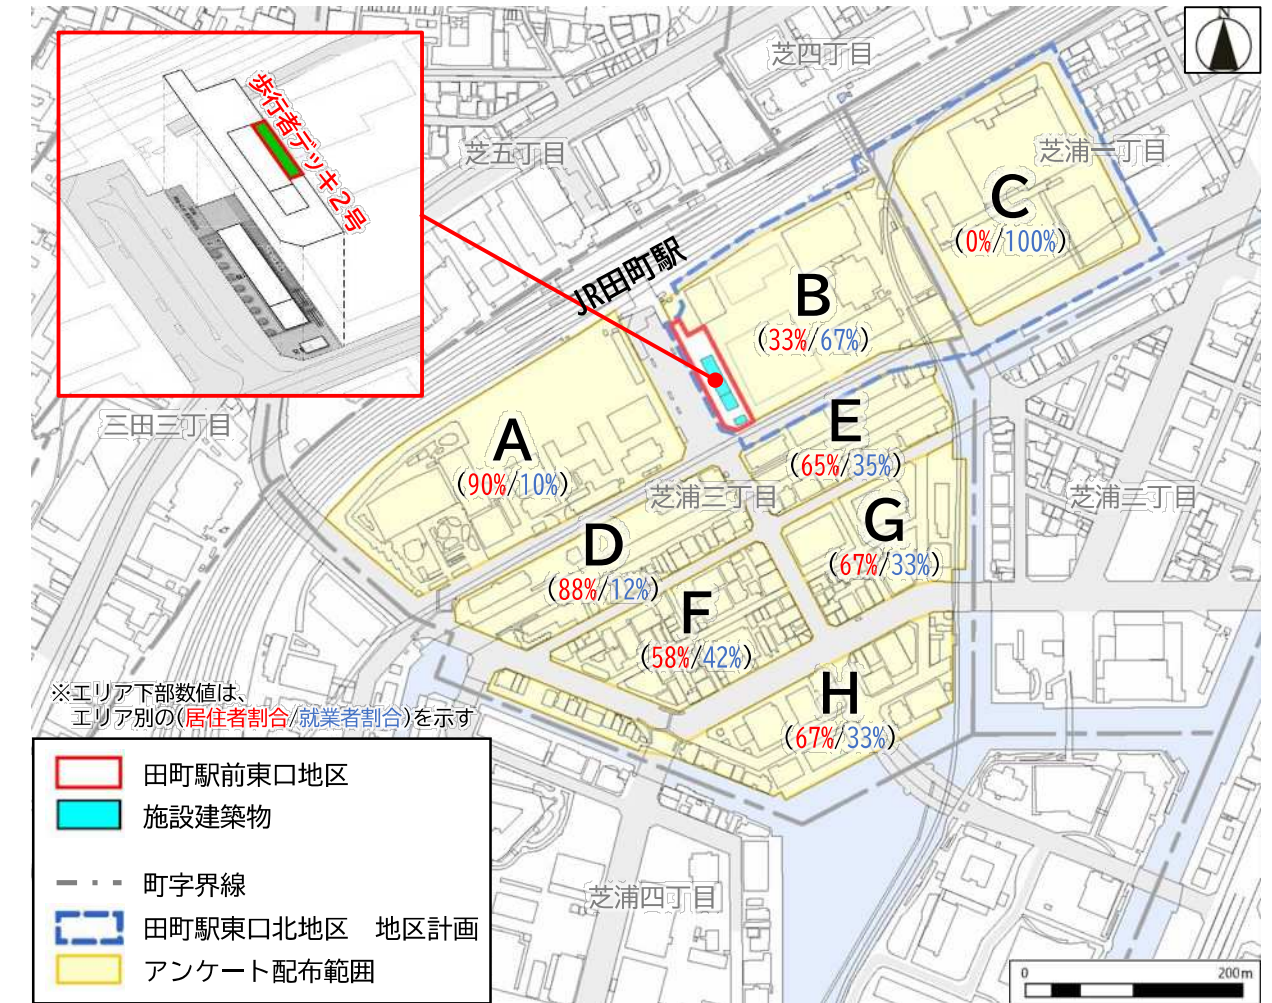 N
芝四丁目
歩行者デッキ2号
芝五丁目
芝浦一丁目
C
(0%/100%)
JR田町駅
B
(33%/67%)
三田三丁目
A
(90%/10%)
E
(65%/35%)
芝浦三丁目
芝浦二丁目
G
(67%/33%)
D
(88%/12%)
F
(58%/42%)
H
(67%/33%)
※エリア下部数値は、
エリア別の(居住者割合/就業者割合)を示す
田町駅前東口地区
施設建築物
町字界線
田町駅東口北地区 地区計画
アンケート配布範囲
芝浦四丁目
0 200m